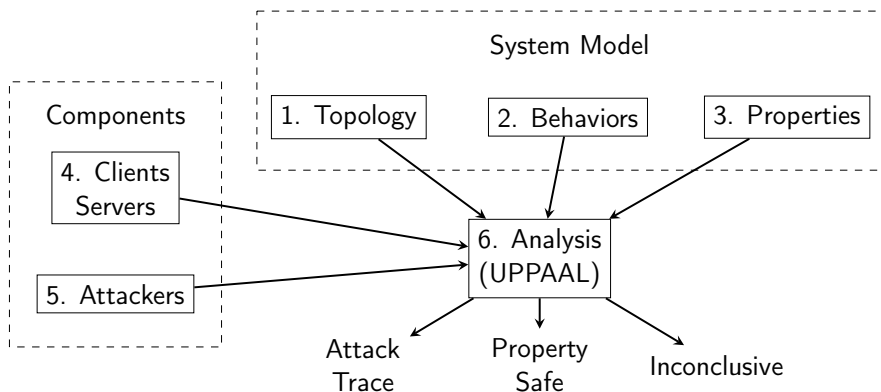 System Model
Components
1. Topology
2. Behaviors
3. Properties
4. Clients
Servers
5. Attackers
6. Analysis
(UPPAAL)
Attack
Trace
Property
Safe
Inconclusive